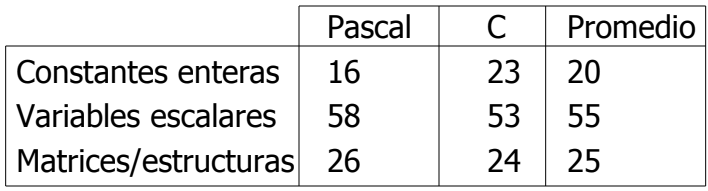 Pascal C Promedio
Constantes enteras 16 23 20
Variables escalares 58 53 55
Matrices/estructuras 26 24 25